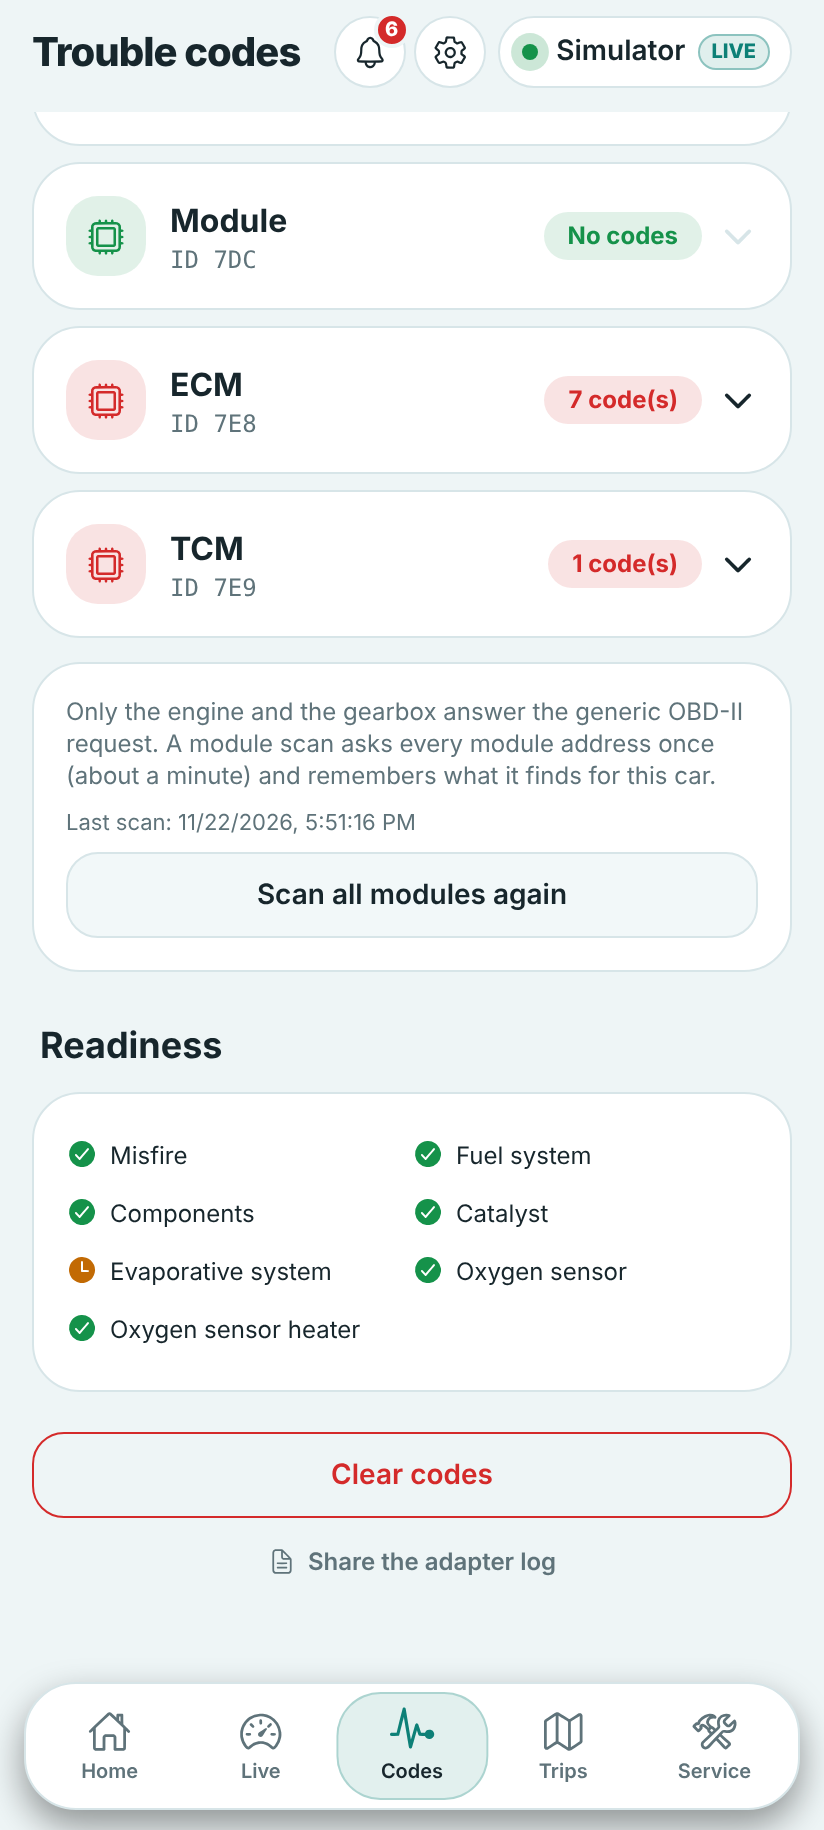 Trouble codes
6
Simulator
LIVE
Module
ID 7DC
No codes
ECM
ID 7E8
7 code(s)
TCM
ID 7E9
1 code(s)
Only the engine and the gearbox answer the generic OBD-II
request. A module scan asks every module address once
(about a minute) and remembers what it finds for this car.
Last scan: 11/22/2026, 5:51:16 PM
Scan all modules again
Readiness
Misfire
Fuel system
Components
Catalyst
Evaporative system
Oxygen sensor
Oxygen sensor heater
Clear codes
Share the adapter log
Home
Live
Codes
Trips
Service